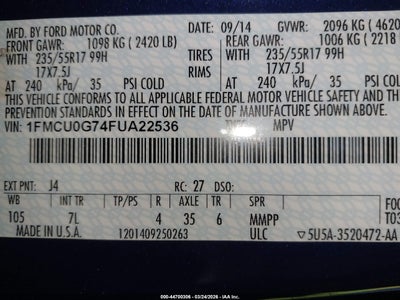 MFD. BY FORD MOTOR CO.
09/14 GVWR: 2096 KG (4620
FRONT GAWR: 1098 KG (2420 LB) REAR GAWR: 1006 KG (2218
WITH 235/55R17 99H TIRES WITH 235/55R17 99H
17X7.5J RIMS 17X7.5J
AT 240 kPa/ 35 PSI COLD AT 240 kPa/ 35 PSI COLD
THIS VEHICLE CONFORMS TO ALL APPLICABLE FEDERAL MOTOR VEHICLE SAFETY AND
STANDARDS IN EFFECT ON THE DATE OF MANUFACTURE SHOWN ABOVE.
VIN: 1FMCU0G74FUA22536
TYPE: MPV
EXT PNT: J4 RC: 27 DSO:
WB INT TR TP/PS R AXLE TR SPR
105 7L 4 35 6 MMPP
MADE IN U.S.A. 1201409250263 ULC ▽5U5A-3520472-AA
000-44700306 - 03/24/2026 - IAA Inc.